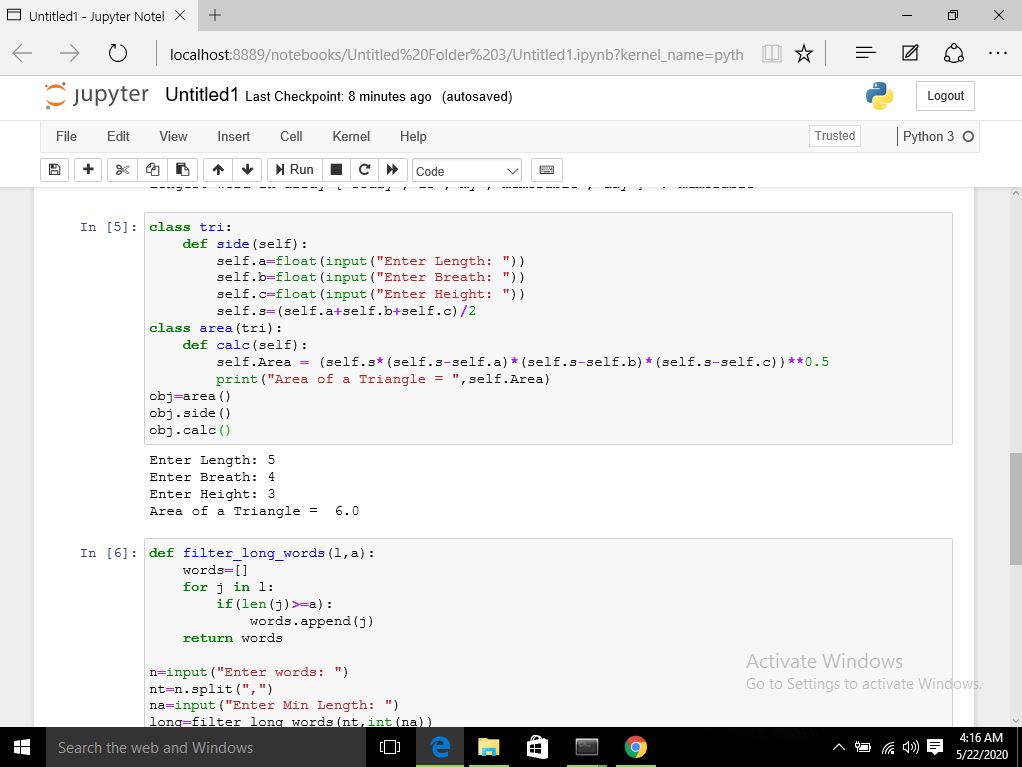 Untitled1 - Jupyter Notel
localhost:8889/notebooks/Untitled%20Folder%203/Untitled1.ipynb?kernel_name=pyth
jupyter Untitled1 Last Checkpoint: 8 minutes ago (autosaved)
Logout
File Edit View Insert Cell Kernel Help
Trusted
Python 3
Run
Code
In [5]: class tri:
    def side(self):
        self.a=float(input("Enter Length: "))
        self.b=float(input("Enter Breath: "))
        self.c=float(input("Enter Height: "))
        self.s=(self.a+self.b+self.c)/2
class area(tri):
    def calc(self):
        self.Area = (self.s*(self.s-self.a)*(self.s-self.b)*(self.s-self.c))**0.5
        print("Area of a Triangle = ",self.Area)
obj=area()
obj.side()
obj.calc()
Enter Length: 5
Enter Breath: 4
Enter Height: 3
Area of a Triangle =  6.0
In [6]: def filter_long_words(l,a):
    words=[]
    for j in l:
        if(len(j)>=a):
            words.append(j)
    return words
n=input("Enter words: ")
nt=n.split(",")
na=input("Enter Min Length: ")
long=filter long words(nt,int(na))
Activate Windows
Go to Settings to activate Windows.
Search the web and Windows
4:16 AM
5/22/2020